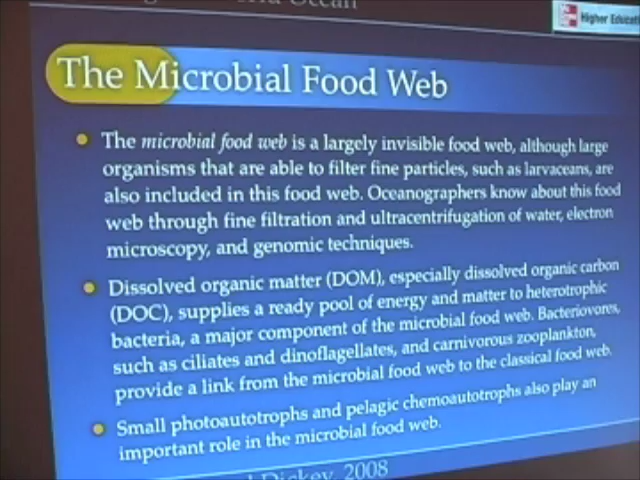 Ocean
Higher
The Microbial Food Web
The microbial food web is a largely invisible food web, although large
organisms that are able to filter fine particles, such as larvaceans, are
also included in this food web. Oceanographers know about this food
web through fine filtration and ultracentrifugation of water, electron
microscopy, and genomic techniques.
Dissolved organic matter (DOM), especially dissolved organic carbon
(DOC), supplies a ready pool of energy and matter to heterotrophic
bacteria, a major component of the microbial food web. Bacteriovores,
such as ciliates and dinoflagellates, and carnivorous zooplankton,
provide a link from the microbial food web to the classical food web.
Small photoautotrophs and pelagic chemoautotrophs also play an
important role in the microbial food web.
Dickey, 2008